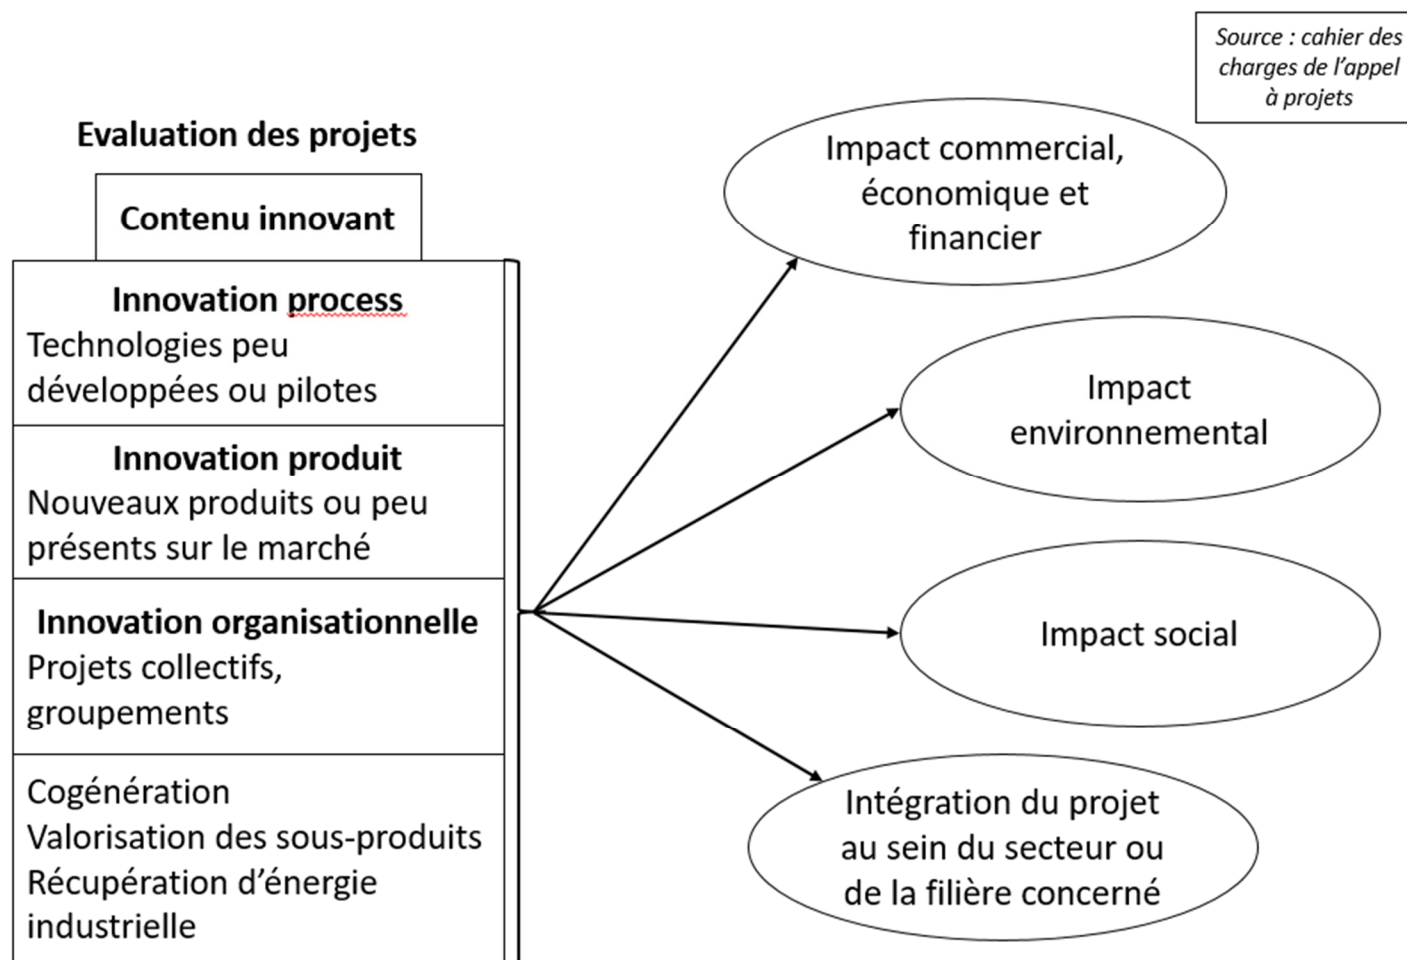 Source : cahier des
charges de l’appel
à projets
Evaluation des projets
Contenu innovant
Innovation process
Technologies peu
développées ou pilotes
Innovation produit
Nouveaux produits ou peu
présents sur le marché
Innovation organisationnelle
Projets collectifs,
groupements
Cogénération
Valorisation des sous-produits
Récupération d’énergie
industrielle
Impact commercial,
économique et
financier
Impact
environnemental
Impact social
Intégration du projet
au sein du secteur ou
de la filière concerné